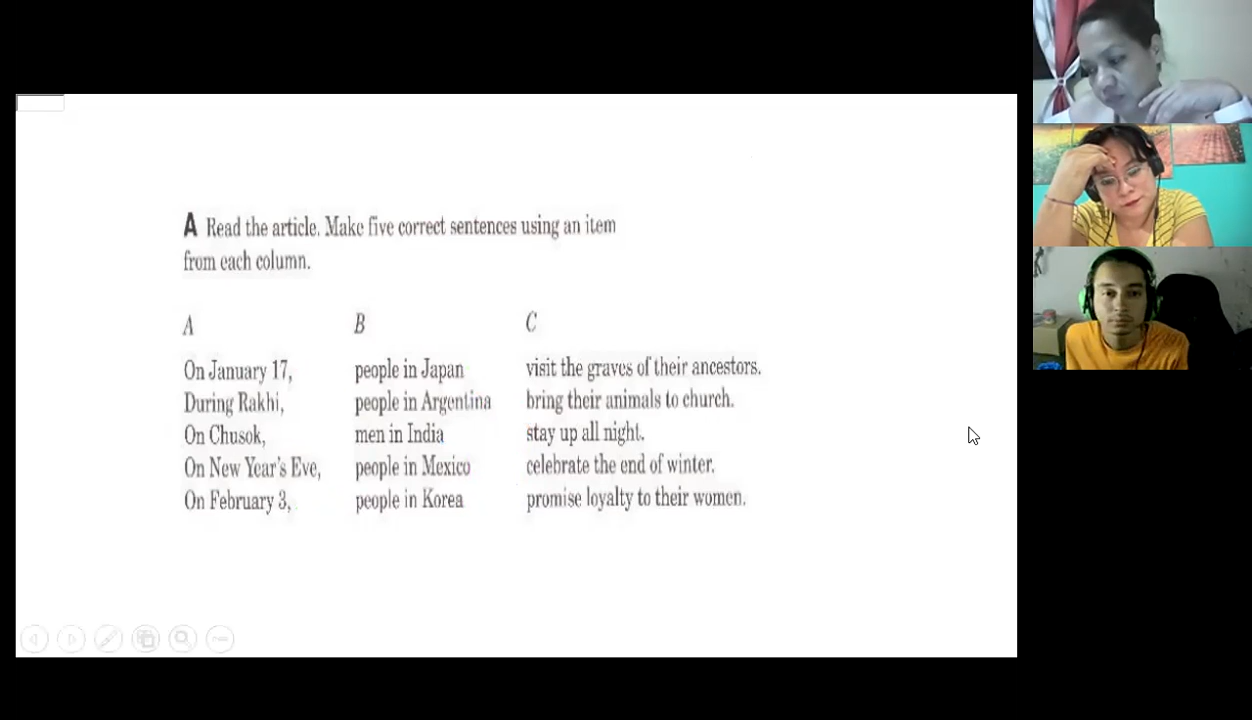 A Read the article. Make five correct sentences using an item
from each column.
A B C
On January 17, people in Japan visit the graves of their ancestors.
During Rakhi, people in Argentina bring their animals to church.
On Chusok, men in India stay up all night.
On New Year's Eve, people in Mexico celebrate the end of winter.
On February 3, people in Korea promise loyalty to their women.